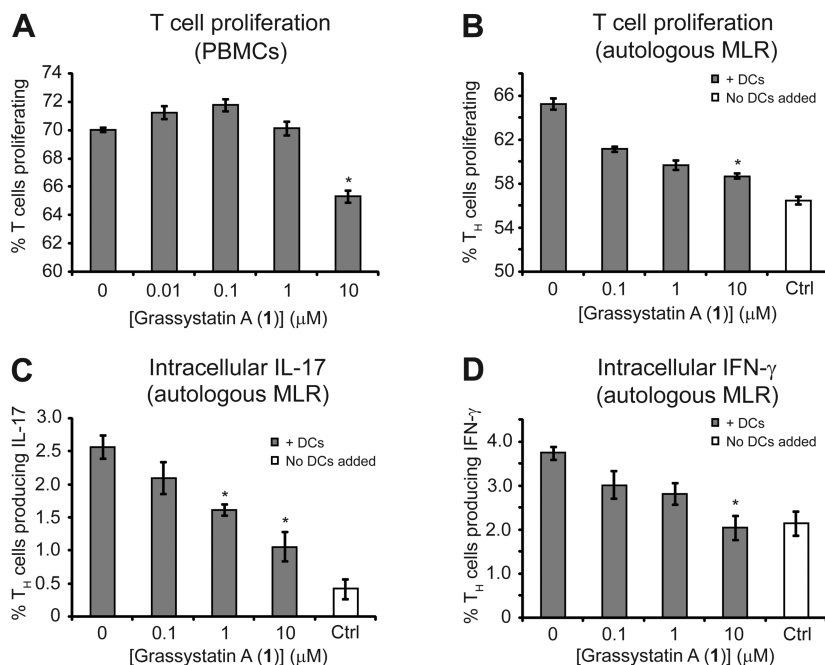 A
T cell proliferation
(PBMCs)
% T cells proliferating
74
72
70
68
66
64
62
60
*
0 0.01 0.1 1 10
[Grassystatin A (1)] (μM)
B
T cell proliferation
(autologous MLR)
% TH cells proliferating
+ DCs
No DCs added
66
62
58
54
50
*
0 0.1 1 10 Ctrl
[Grassystatin A (1)] (μM)
C
Intracellular IL-17
(autologous MLR)
% TH cells producing IL-17
+ DCs
No DCs added
3.0
2.5
2.0
1.5
1.0
0.5
0
* *
0 0.1 1 10 Ctrl
[Grassystatin A (1)] (μM)
D
Intracellular IFN-γ
(autologous MLR)
% TH cells producing IFN-γ
+ DCs
No DCs added
4.0
3.0
2.0
1.0
0
*
0 0.1 1 10 Ctrl
[Grassystatin A (1)] (μM)